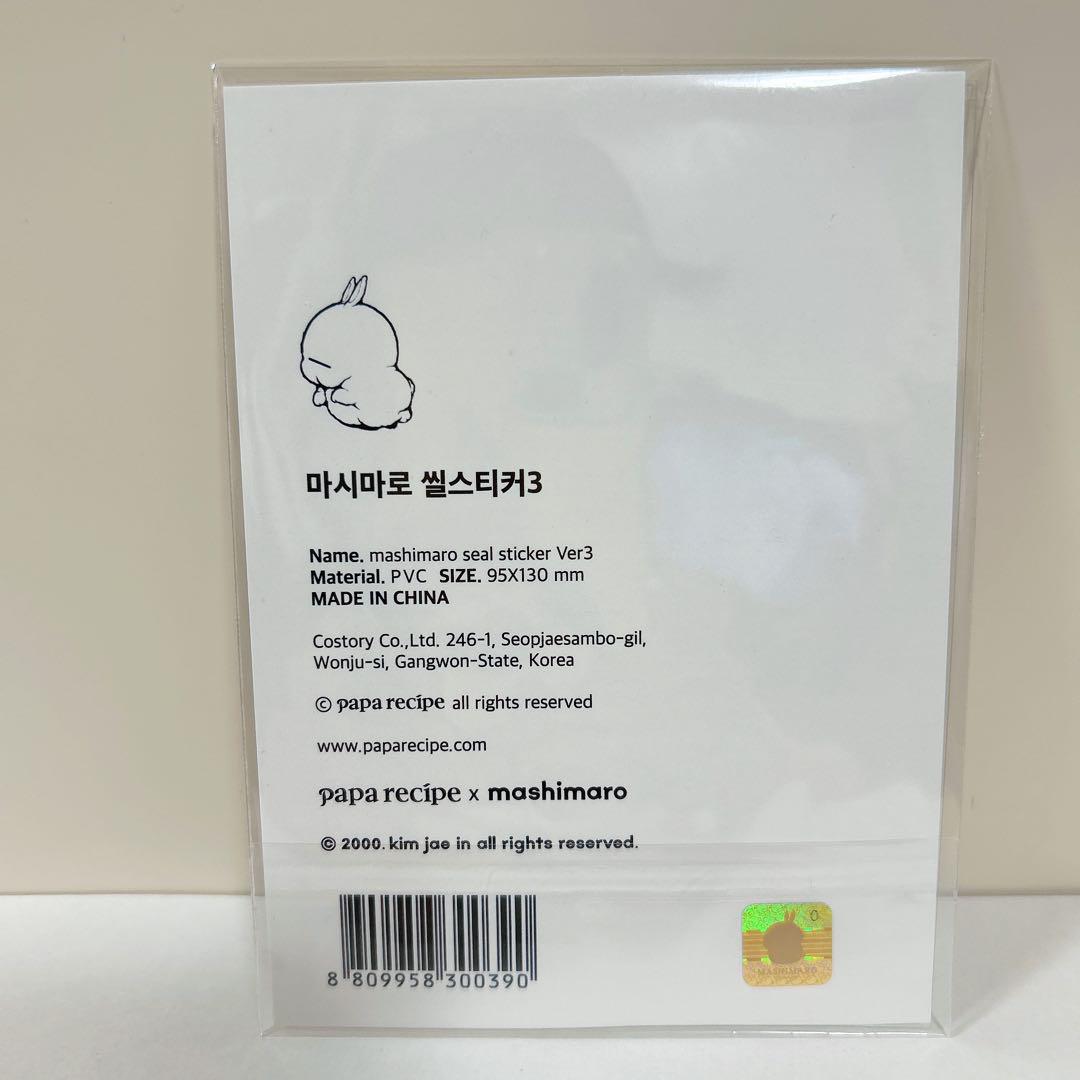 마시마로 씰스티커3
Name. mashimaro seal sticker Ver3
Material. PVC SIZE. 95X130 mm
MADE IN CHINA
Costory Co.,Ltd. 246-1, Seopjaesambo-gil,
Wonju-si, Gangwon-State, Korea
© papa recipe all rights reserved
www.paparecipe.com
papa recipe x mashimaro
© 2000. kim jae in all rights reserved.
8 809958 300390
MASHIMARO